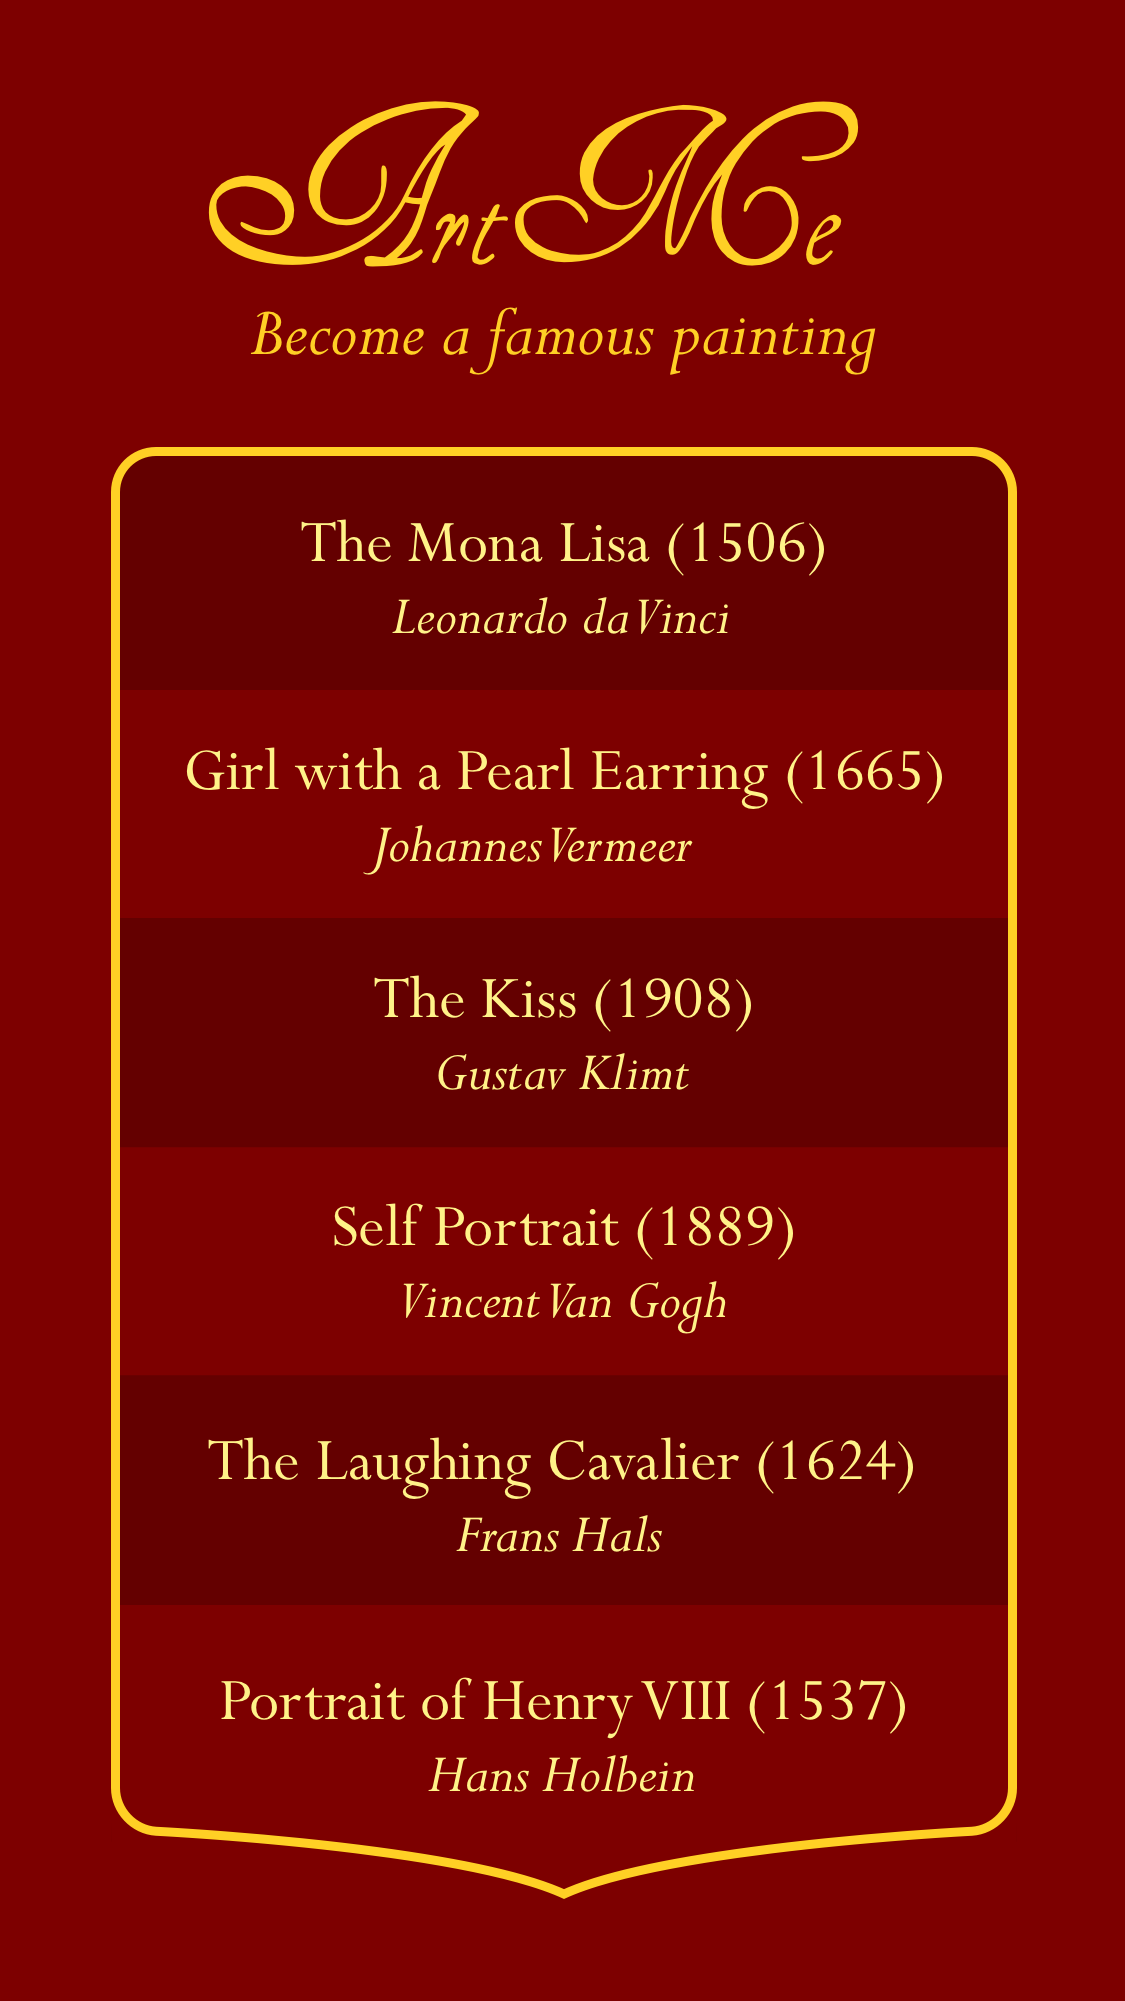 Art Me
Become a famous painting
The Mona Lisa (1506)
Leonardo da Vinci
Girl with a Pearl Earring (1665)
Johannes Vermeer
The Kiss (1908)
Gustav Klimt
Self Portrait (1889)
Vincent Van Gogh
The Laughing Cavalier (1624)
Frans Hals
Portrait of Henry VIII (1537)
Hans Holbein